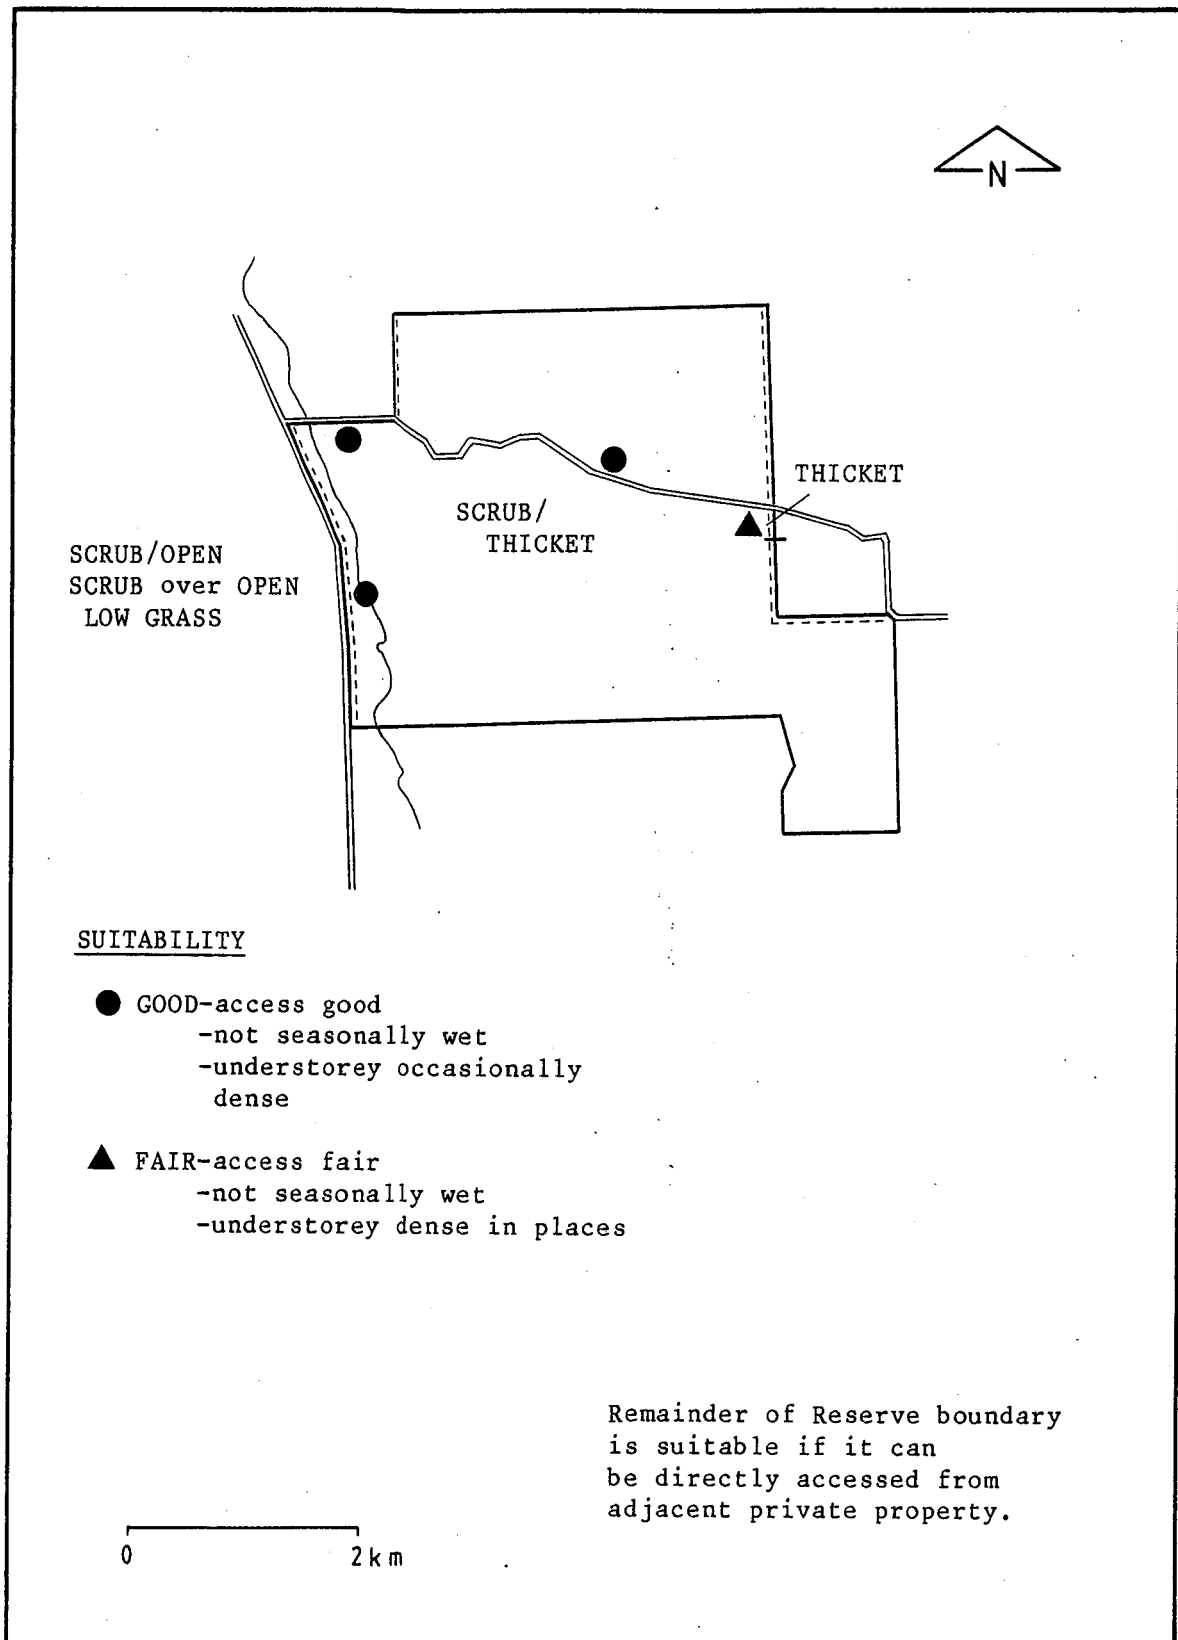 N
THICKET
SCRUB/
THICKET
SCRUB/OPEN
SCRUB over OPEN
LOW GRASS
SUITABILITY
GOOD-access good
-not seasonally wet
-understorey occasionally
dense
FAIR-access fair
-not seasonally wet
-understorey dense in places
Remainder of Reserve boundary
is suitable if it can
be directly accessed from
adjacent private property.
0 2km